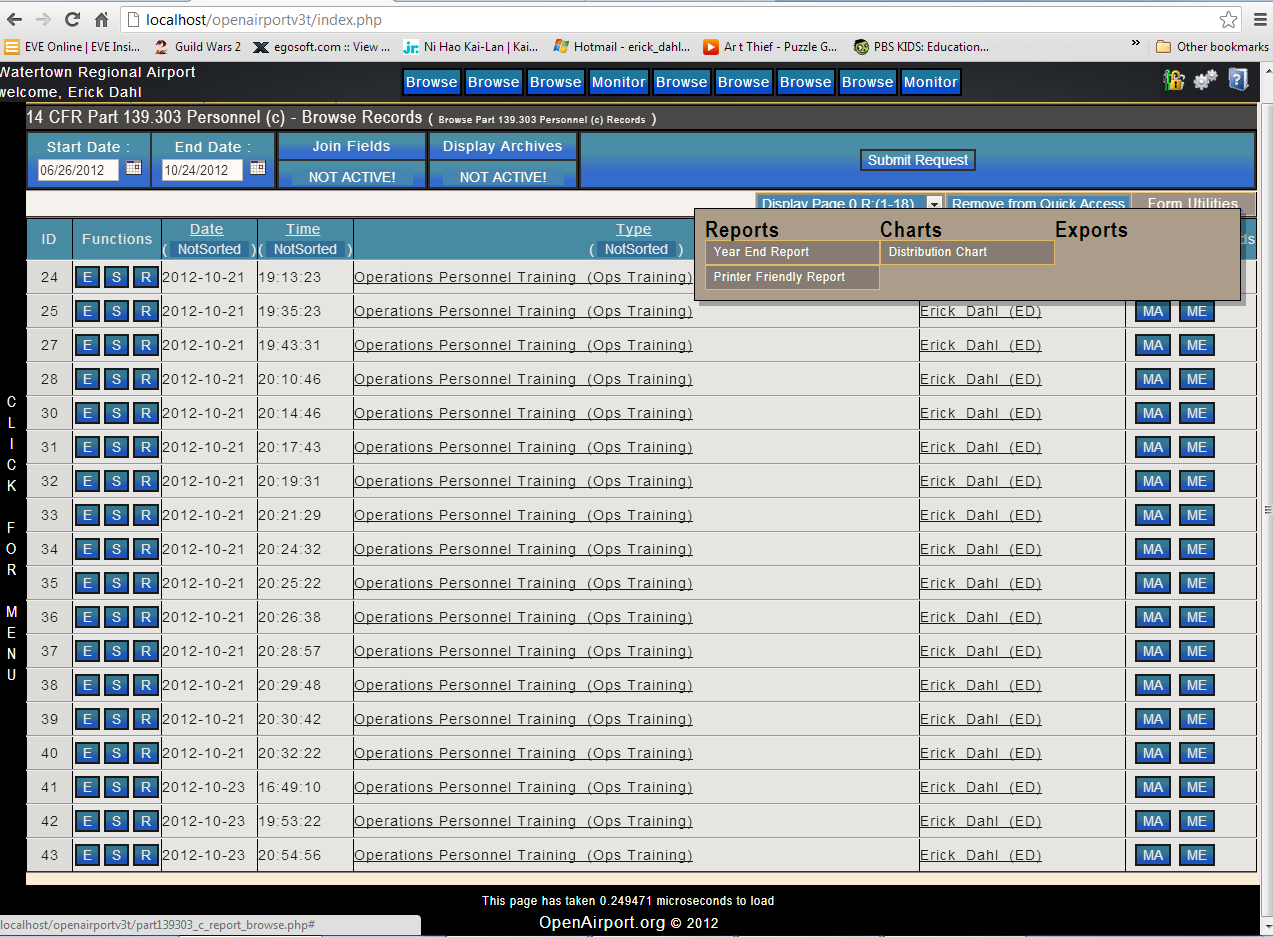 localhost/openairportv3t/index.php
EVE Online | EVE Insi... Guild Wars 2 egosoft.com :: View ... Ni Hao Kai-Lan | Kai... Hotmail - erick_dahl... Art Thief - Puzzle G... PBS KIDS: Education... » Other bookmarks
Watertown Regional Airport
welcome, Erick Dahl
Browse Browse Browse Monitor Browse Browse Browse Browse Monitor
14 CFR Part 139.303 Personnel (c) - Browse Records ( Browse Part 139.303 Personnel (c) Records )
Start Date : End Date : Join Fields Display Archives
06/26/2012 10/24/2012 NOT ACTIVE! NOT ACTIVE! Submit Request
Display Page 0 R:(1-18) Remove from Quick Access Form Utilities
Reports Charts Exports
Year End Report Distribution Chart
Printer Friendly Report
ID Functions Date Time Type
( NotSorted ) ( NotSorted ) ( NotSorted ) ds
24 E S R 2012-10-21 19:13:23 Operations Personnel Training (Ops Training)
25 E S R 2012-10-21 19:35:23 Operations Personnel Training (Ops Training) Erick Dahl (ED) MA ME
27 E S R 2012-10-21 19:43:31 Operations Personnel Training (Ops Training) Erick Dahl (ED) MA ME
28 E S R 2012-10-21 20:10:46 Operations Personnel Training (Ops Training) Erick Dahl (ED) MA ME
30 E S R 2012-10-21 20:14:46 Operations Personnel Training (Ops Training) Erick Dahl (ED) MA ME
31 E S R 2012-10-21 20:17:43 Operations Personnel Training (Ops Training) Erick Dahl (ED) MA ME
32 E S R 2012-10-21 20:19:31 Operations Personnel Training (Ops Training) Erick Dahl (ED) MA ME
33 E S R 2012-10-21 20:21:29 Operations Personnel Training (Ops Training) Erick Dahl (ED) MA ME
34 E S R 2012-10-21 20:24:32 Operations Personnel Training (Ops Training) Erick Dahl (ED) MA ME
35 E S R 2012-10-21 20:25:22 Operations Personnel Training (Ops Training) Erick Dahl (ED) MA ME
36 E S R 2012-10-21 20:26:38 Operations Personnel Training (Ops Training) Erick Dahl (ED) MA ME
37 E S R 2012-10-21 20:28:57 Operations Personnel Training (Ops Training) Erick Dahl (ED) MA ME
38 E S R 2012-10-21 20:29:48 Operations Personnel Training (Ops Training) Erick Dahl (ED) MA ME
39 E S R 2012-10-21 20:30:42 Operations Personnel Training (Ops Training) Erick Dahl (ED) MA ME
40 E S R 2012-10-21 20:32:22 Operations Personnel Training (Ops Training) Erick Dahl (ED) MA ME
41 E S R 2012-10-23 16:49:10 Operations Personnel Training (Ops Training) Erick Dahl (ED) MA ME
42 E S R 2012-10-23 19:53:22 Operations Personnel Training (Ops Training) Erick Dahl (ED) MA ME
43 E S R 2012-10-23 20:54:56 Operations Personnel Training (Ops Training) Erick Dahl (ED) MA ME
CLICK FOR MENU
This page has taken 0.249471 microseconds to load
OpenAirport.org © 2012
localhost/openairportv3t/part139303_c_report_browse.php#